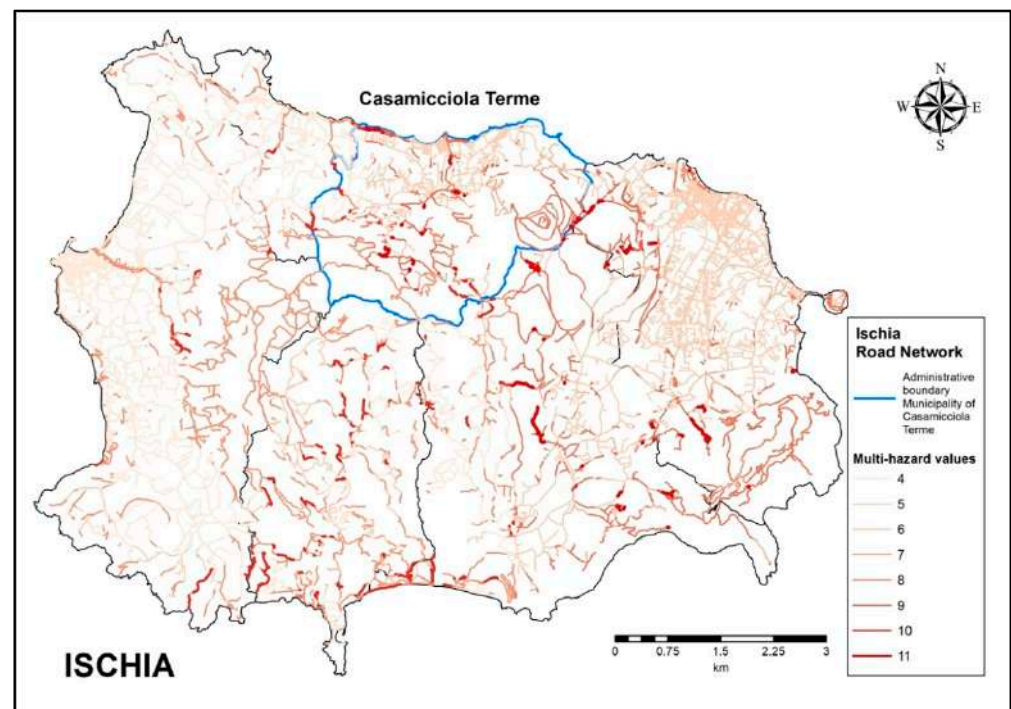 Casamicciola Terme
N
W E
S
Ischia
Road Network
Administrative
boundary
Municipality of
Casamicciola
Terme
Multi-hazard values
4
5
6
7
8
9
10
11
0 0.75 1.5 2.25 3
km
ISCHIA